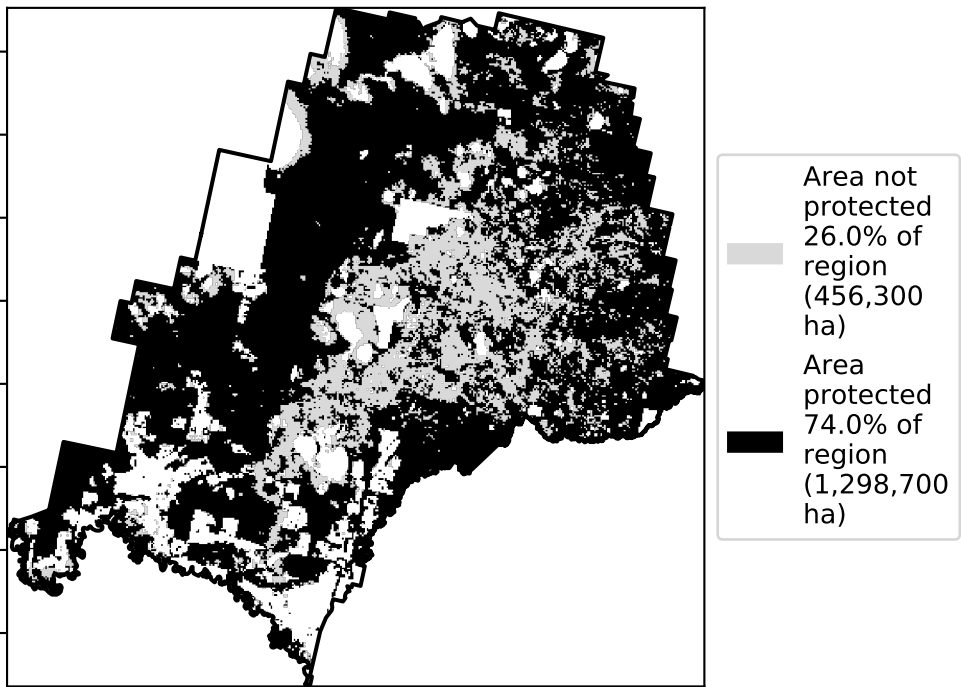 Area not
protected
26.0% of
region
(456,300
ha)
Area
protected
74.0% of
region
(1,298,700
ha)